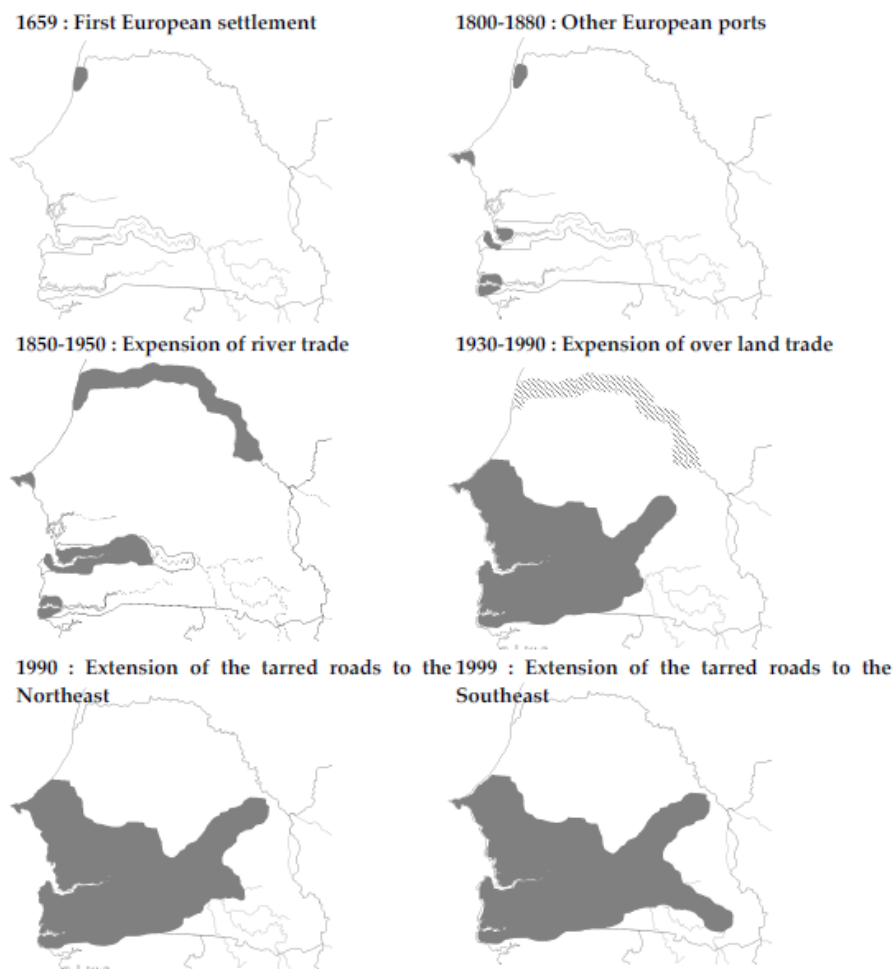 1659 : First European settlement
1800-1880 : Other European ports
1850-1950 : Expension of river trade
1930-1990 : Expension of over land trade
1990 : Extension of the tarred roads to the
Northeast
1999 : Extension of the tarred roads to the
Southeast